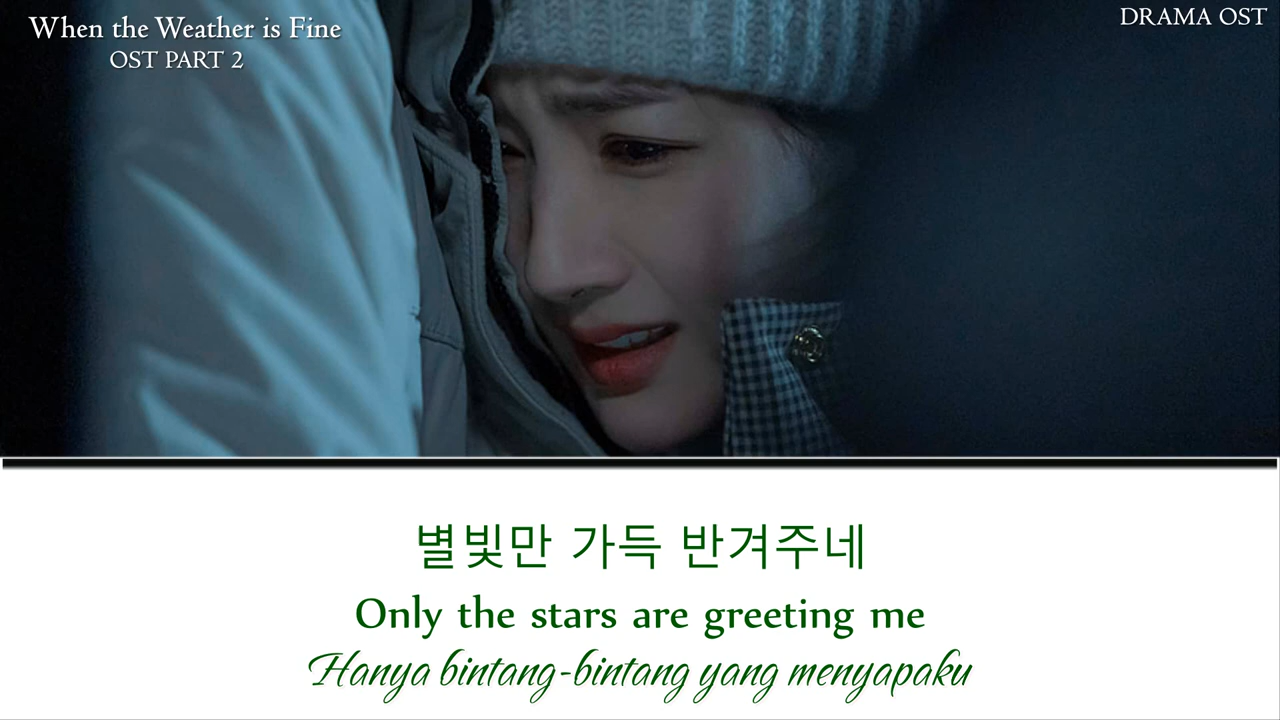 When the Weather is Fine
OST PART 2
DRAMA OST
별빛만 가득 반겨주네
Only the stars are greeting me
Hanya bintang-bintang yang menyapaku